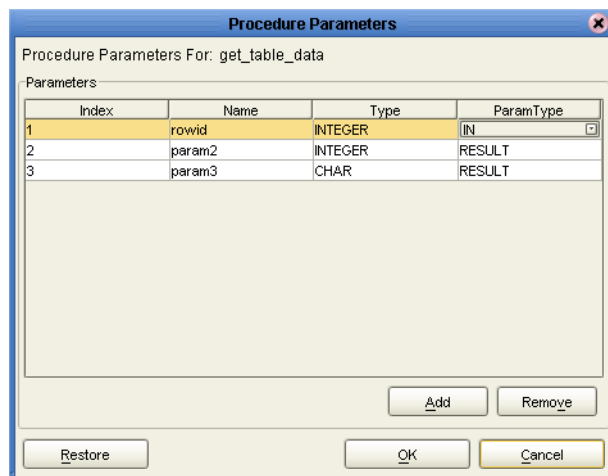 Procedure Parameters
Procedure Parameters For: get_table_data
Parameters
Index Name Type ParamType
1 rowid INTEGER IN
2 param2 INTEGER RESULT
3 param3 CHAR RESULT
Add Remove
Restore OK Cancel